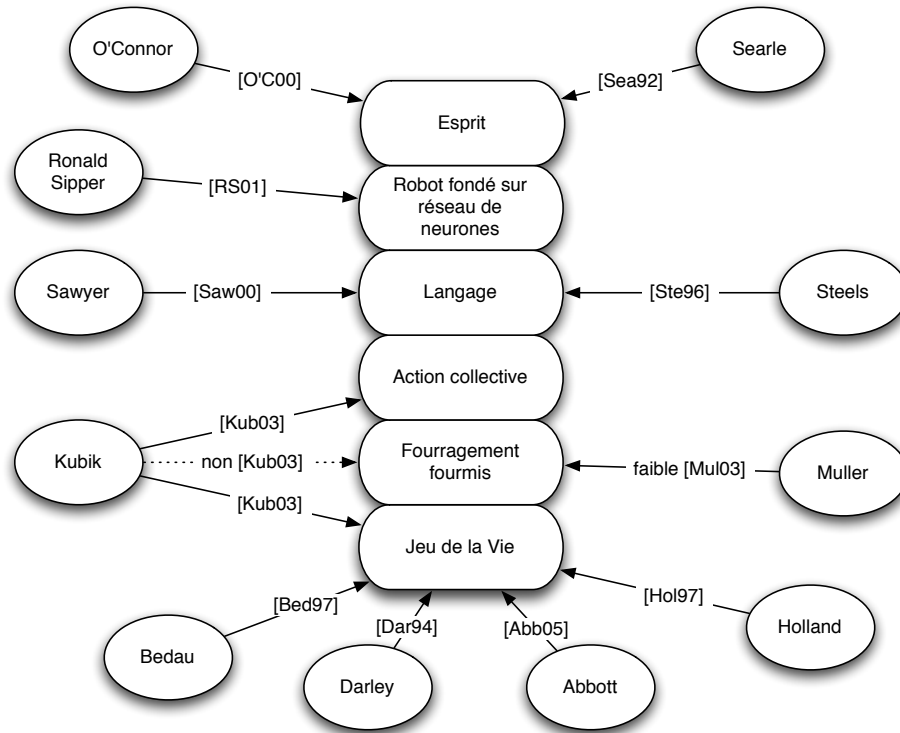 O'Connor
Searle
[O'C00]
[Sea92]
Esprit
Ronald
Sipper
[RS01]
Robot fondé sur
réseau de
neurones
Sawyer
[Saw00]
Langage
[Ste96]
Steels
Action collective
[Kub03]
Kubik
non [Kub03]
Fourragement
fourmis
faible [Mul03]
Muller
[Kub03]
Jeu de la Vie
[Bed97]
[Hol97]
[Dar94]
[Abb05]
Holland
Bedau
Darley
Abbott